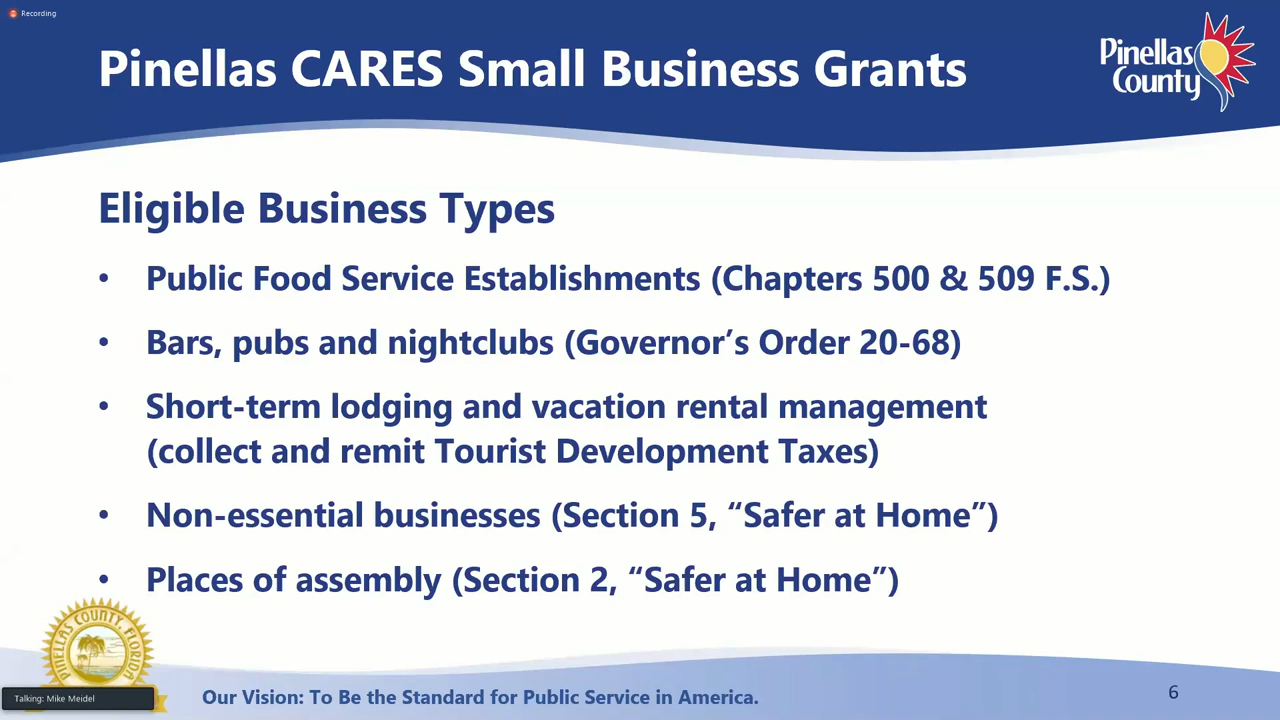 Recording
Pinellas CARES Small Business Grants
Pinellas
County
Eligible Business Types
• Public Food Service Establishments (Chapters 500 & 509 F.S.)
• Bars, pubs and nightclubs (Governor’s Order 20-68)
• Short-term lodging and vacation rental management
(collect and remit Tourist Development Taxes)
• Non-essential businesses (Section 5, “Safer at Home”)
• Places of assembly (Section 2, “Safer at Home”)
PINELLAS COUNTY, FLORIDA
Talking: Mike Meidel
Our Vision: To Be the Standard for Public Service in America.
6